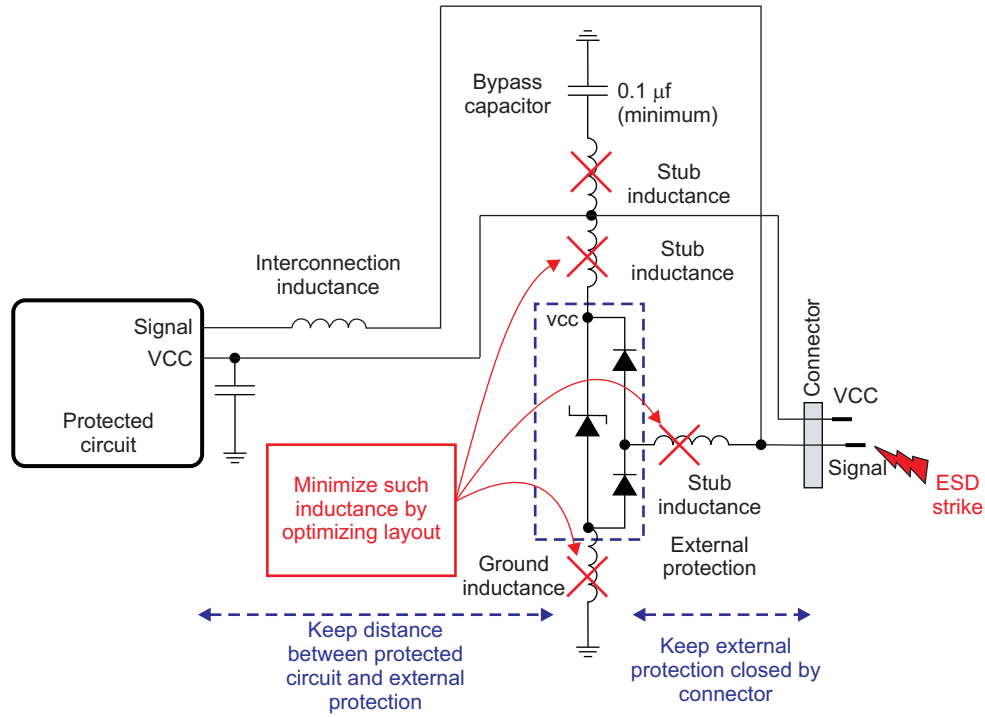 Bypass
capacitor
0.1 μf
(minimum)
Stub
inductance
Stub
inductance
Interconnection
inductance
Signal
VCC
Protected
circuit
vcc
Connector
VCC
Signal
ESD
strike
Minimize such
inductance by
optimizing layout
Stub
inductance
External
protection
Ground
inductance
Keep distance
between protected
circuit and external
protection
Keep external
protection closed by
connector